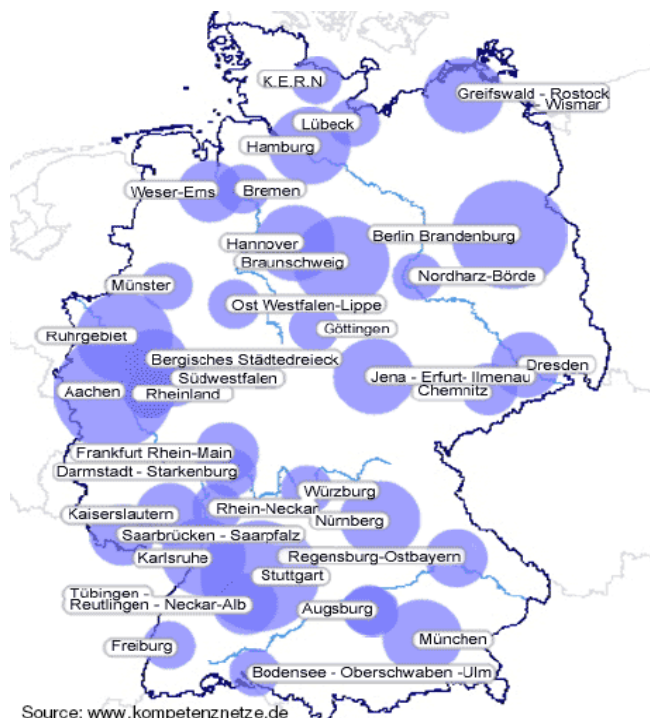 K.E.R.N
Greifswald - Rostock
- Wismar
Lübeck
Hamburg
Weser-Ems
Bremen
Hannover
Berlin Brandenburg
Braunschweig
Nordharz-Börde
Münster
Ost Westfalen-Lippe
Göttingen
Ruhrgebiet
Bergisches Städtedreieck
Dresden
Südwestfalen
Jena - Erfurt- Ilmenau
Aachen
Rheinland
Chemnitz
Frankfurt Rhein-Main
Darmstadt - Starkenburg
Würzburg
Kaiserslautern
Rhein-Neckar
Nürnberg
Saarbrücken - Saarpfalz
Karlsruhe
Regensburg-Ostbayern
Stuttgart
Tübingen -
Reutlingen - Neckar-Alb
Augsburg
Freiburg
München
Bodensee - Oberschwaben -Ulm
Source: www.kompetenznetze.de